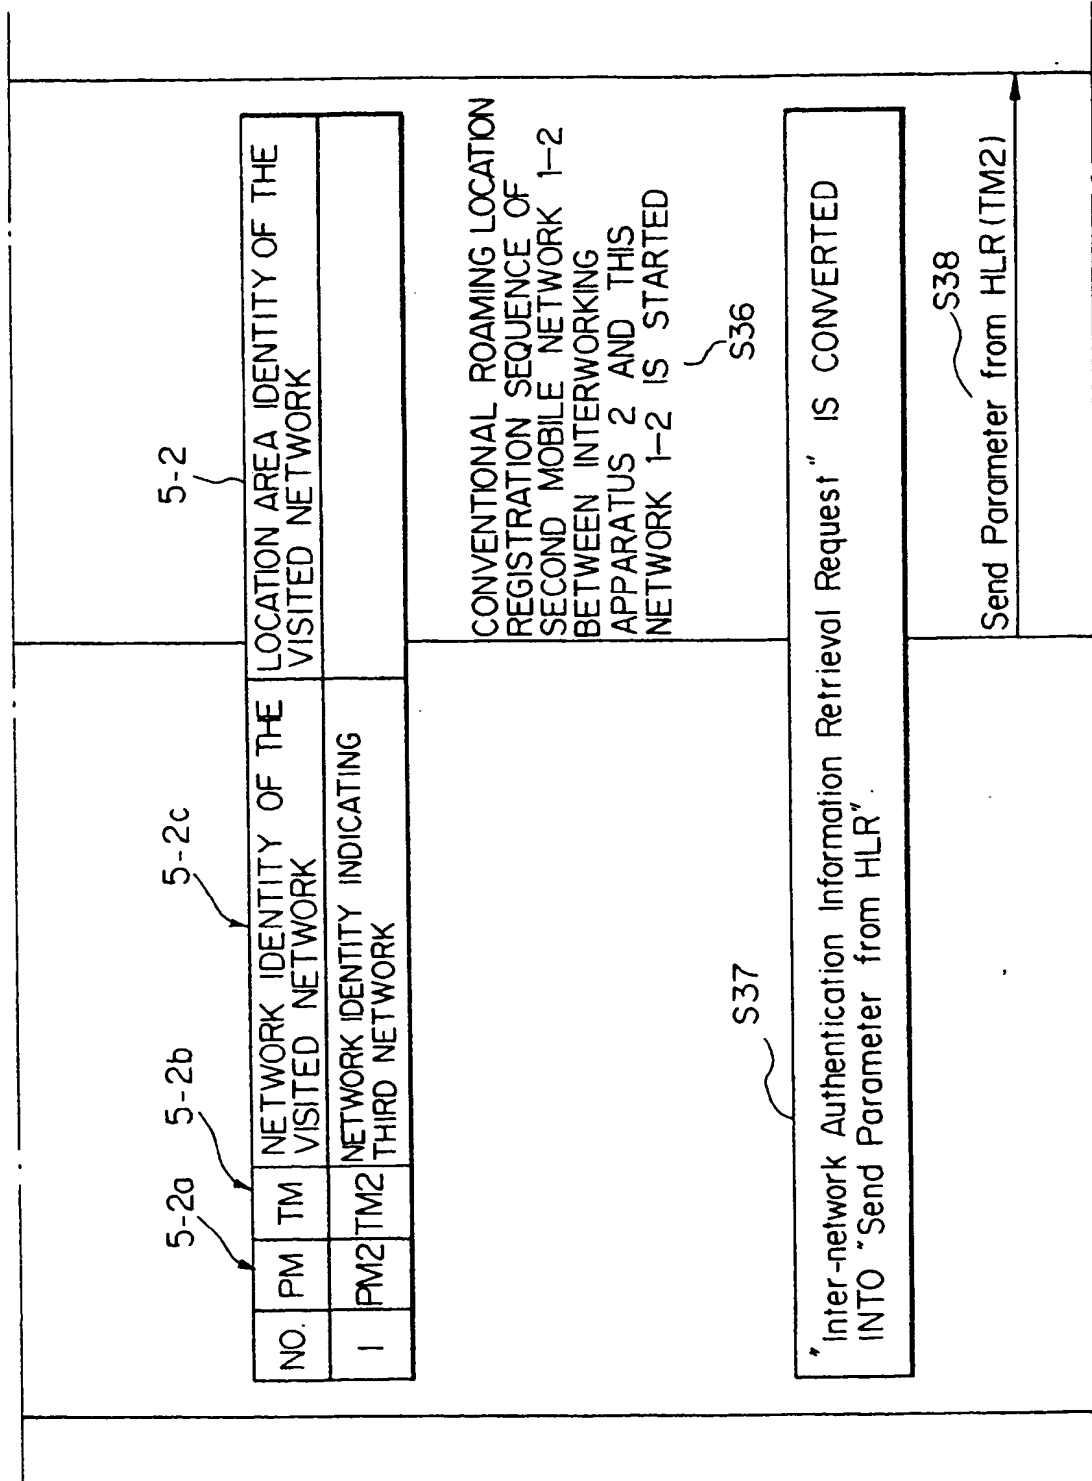 5-2a
5-2b
5-2c
5-2
NO.
PM
TM
NETWORK IDENTITY OF THE
VISITED NETWORK
LOCATION AREA IDENTITY OF THE
VISITED NETWORK
1
PM2
TM2
NETWORK IDENTITY INDICATING
THIRD NETWORK
CONVENTIONAL ROAMING LOCATION
REGISTRATION SEQUENCE OF
SECOND MOBILE NETWORK 1-2
BETWEEN INTERWORKING
APPARATUS 2 AND THIS
NETWORK 1-2 IS STARTED
S36
S37
"Inter-network Authentication Information Retrieval Request" IS CONVERTED
INTO "Send Parameter from HLR".
S38
Send Parameter from HLR(TM2)